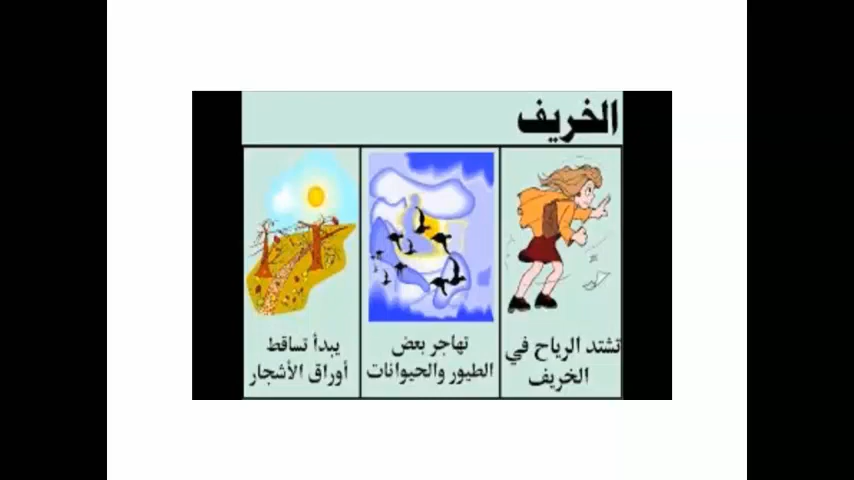 الخريف
تشتد الرياح في
الخريف
تهاجر بعض
الطيور والحيوانات
يبدأ تساقط
أوراق الأشجار